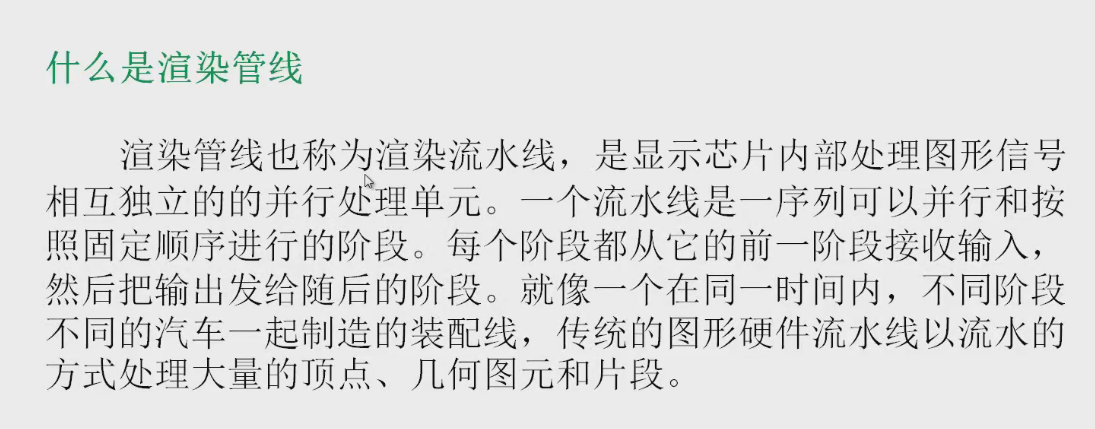 什么是渲染管线
渲染管线也称为渲染流水线，是显示芯片内部处理图形信号
相互独立的的并行处理单元。一个流水线是一序列可以并行和按
照固定顺序进行的阶段。每个阶段都从它的前一阶段接收输入，
然后把输出发给随后的阶段。就像一个在同一时间内，不同阶段
不同的汽车一起制造的装配线，传统的图形硬件流水线以流水的
方式处理大量的顶点、几何图元和片段。